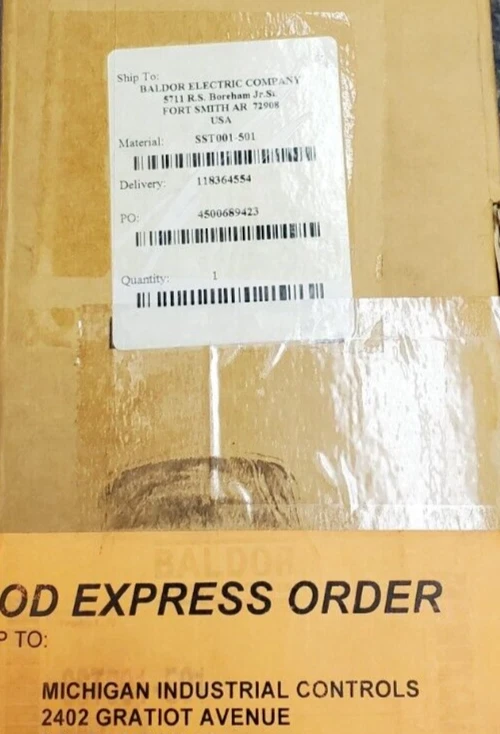 Ship To:
BALDOR ELECTRIC COMPANY
5711 R.S. Boreham Jr.St.
FORT SMITH AR 72908
USA
Material: SST001-501
Delivery: 118364554
PO: 4500689423
Quantity: 1
BALDOR
OD EXPRESS ORDER
P TO:
MICHIGAN INDUSTRIAL CONTROLS
2402 GRATIOT AVENUE